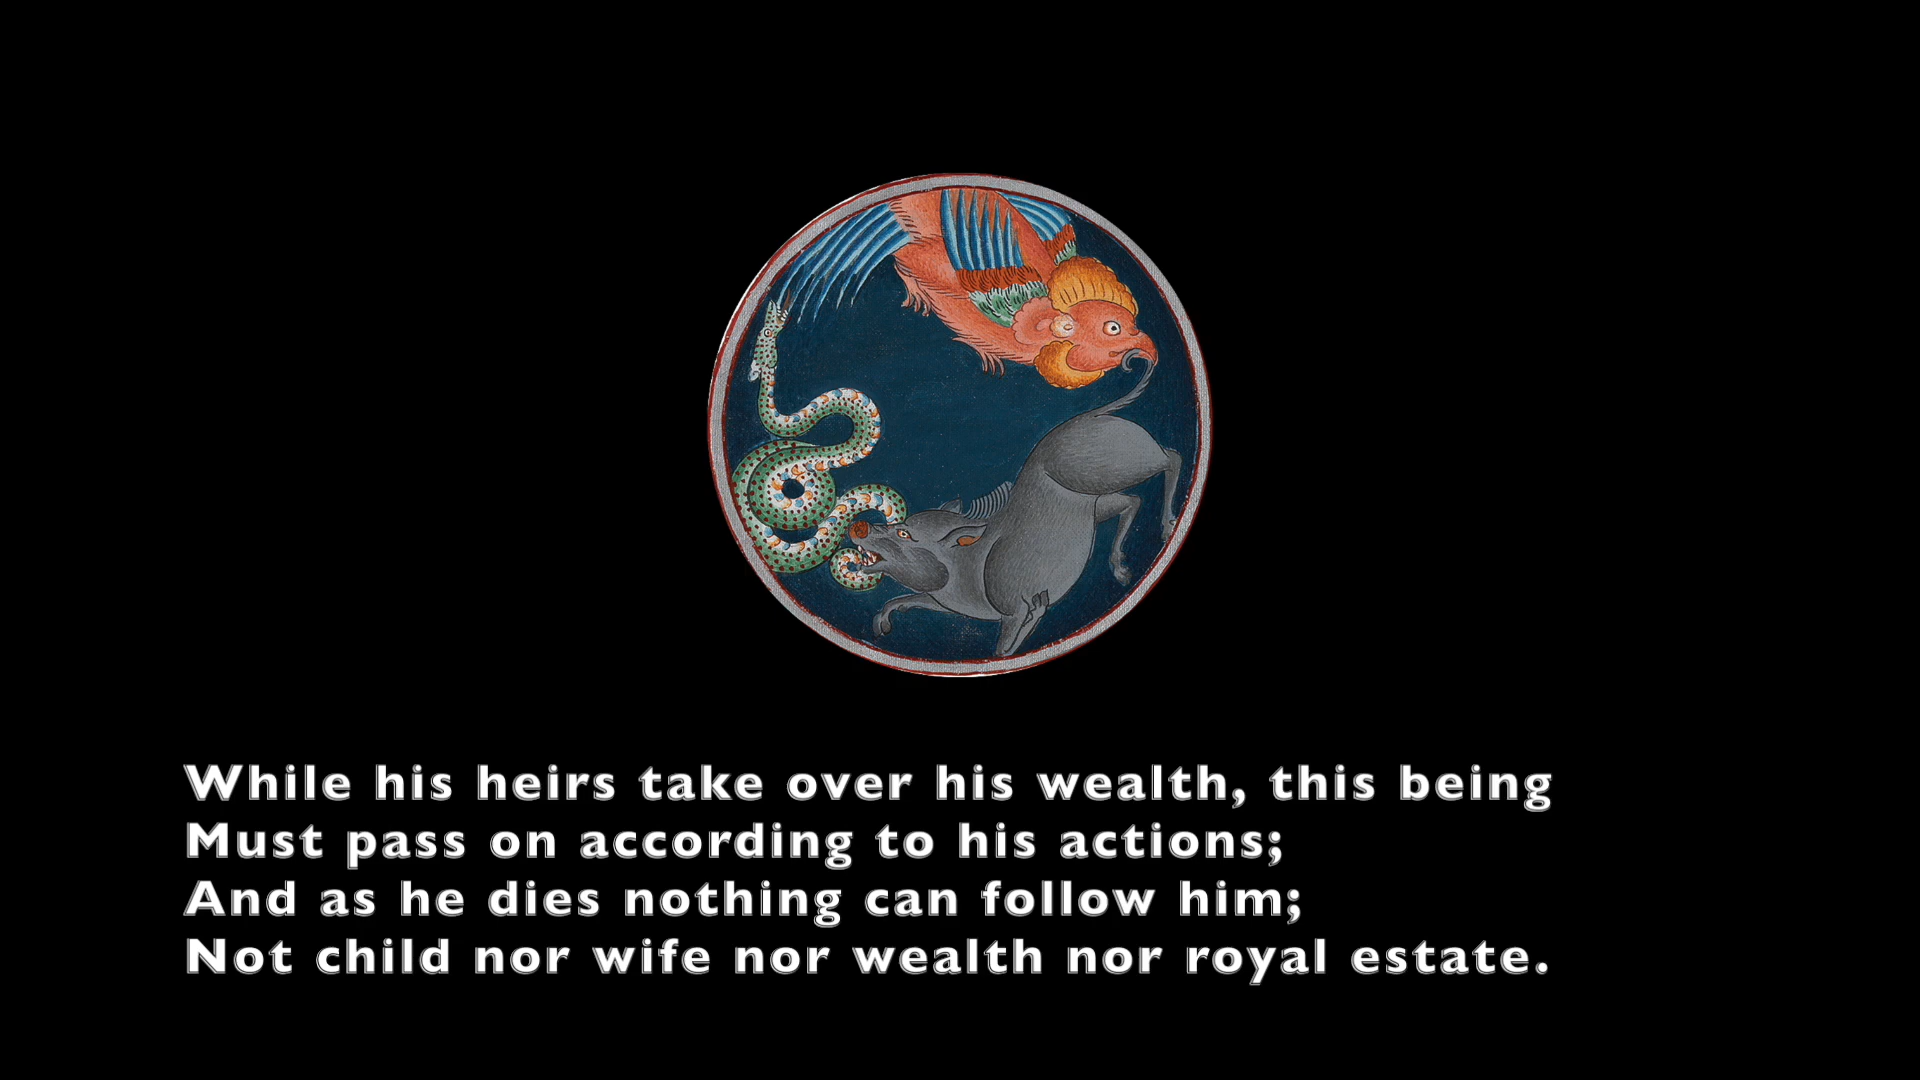 While his heirs take over his wealth, this being
Must pass on according to his actions;
And as he dies nothing can follow him;
Not child nor wife nor wealth nor royal estate.